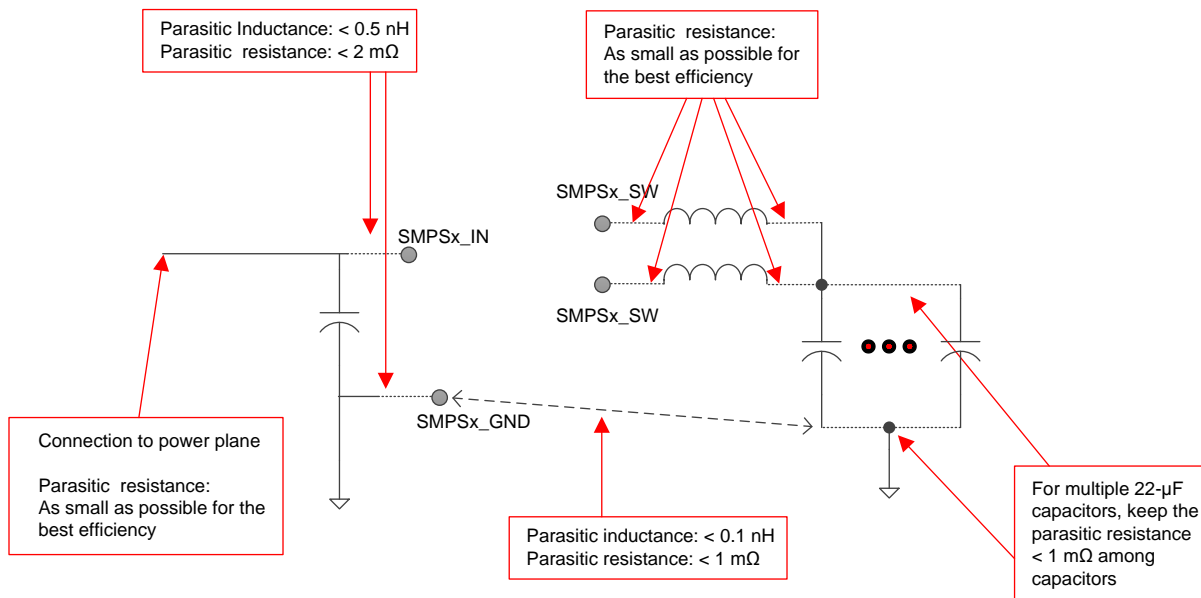 Parasitic Inductance: < 0.5 nH
Parasitic resistance: < 2 mΩ
Parasitic resistance:
As small as possible for
the best efficiency
SMPSx_SW
SMPSx_IN
SMPSx_SW
SMPSx_GND
Connection to power plane
Parasitic resistance:
As small as possible for the
best efficiency
Parasitic inductance: < 0.1 nH
Parasitic resistance: < 1 mΩ
For multiple 22-μF
capacitors, keep the
parasitic resistance
< 1 mΩ among
capacitors